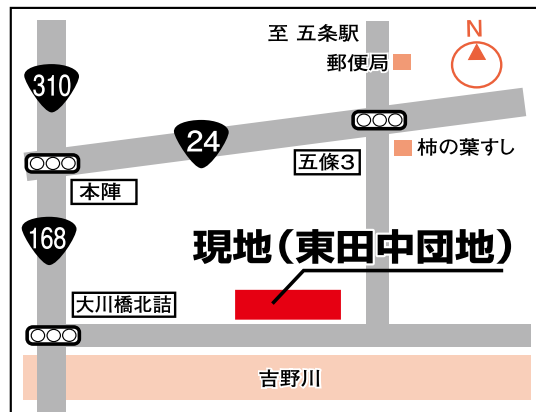 至 五条駅
N
郵便局
310
24
五條3
柿の葉すし
本陣
168
現地（東田中団地）
大川橋北詰
吉野川